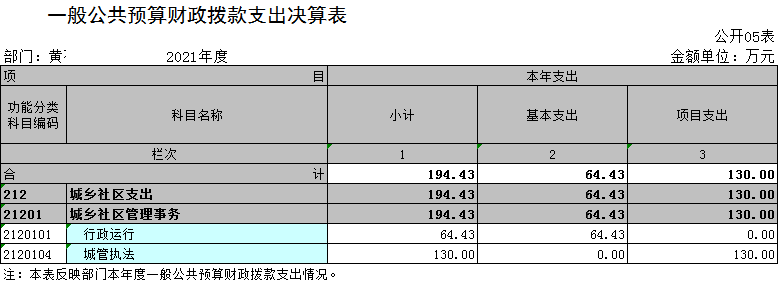 一般公共预算财政拨款支出决算表
公开05表
部门：黄 2021年度 金额单位：万元
项 目 本年支出
功能分类科目编码 科目名称 小计 基本支出 项目支出
栏次 1 2 3
合 计 194.43 64.43 130.00
212 城乡社区支出 194.43 64.43 130.00
21201 城乡社区管理事务 194.43 64.43 130.00
2120101 行政运行 64.43 64.43 0.00
2120104 城管执法 130.00 0.00 130.00
注：本表反映部门本年度一般公共预算财政拨款支出情况。